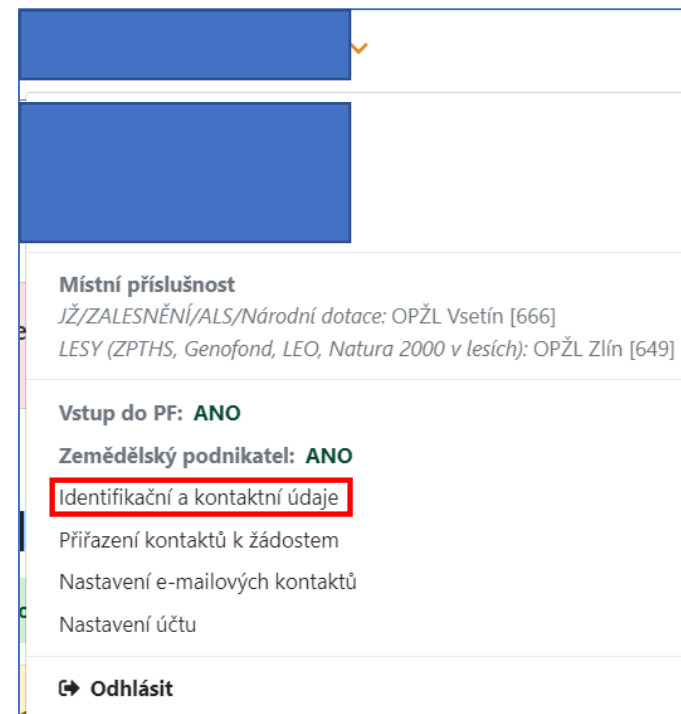 Místní příslušnost
JŽ/ZALESNĚNÍ/ALS/Národní dotace: OPŽL Vsetín [666]
LESY (ZPTHS, Genofond, LEO, Natura 2000 v lesích): OPŽL Zlín [649]
Vstup do PF: ANO
Zemědělský podnikatel: ANO
Identifikační a kontaktní údaje
Přiřazení kontaktů k žádostem
Nastavení e-mailových kontaktů
Nastavení účtu
Odhlásit